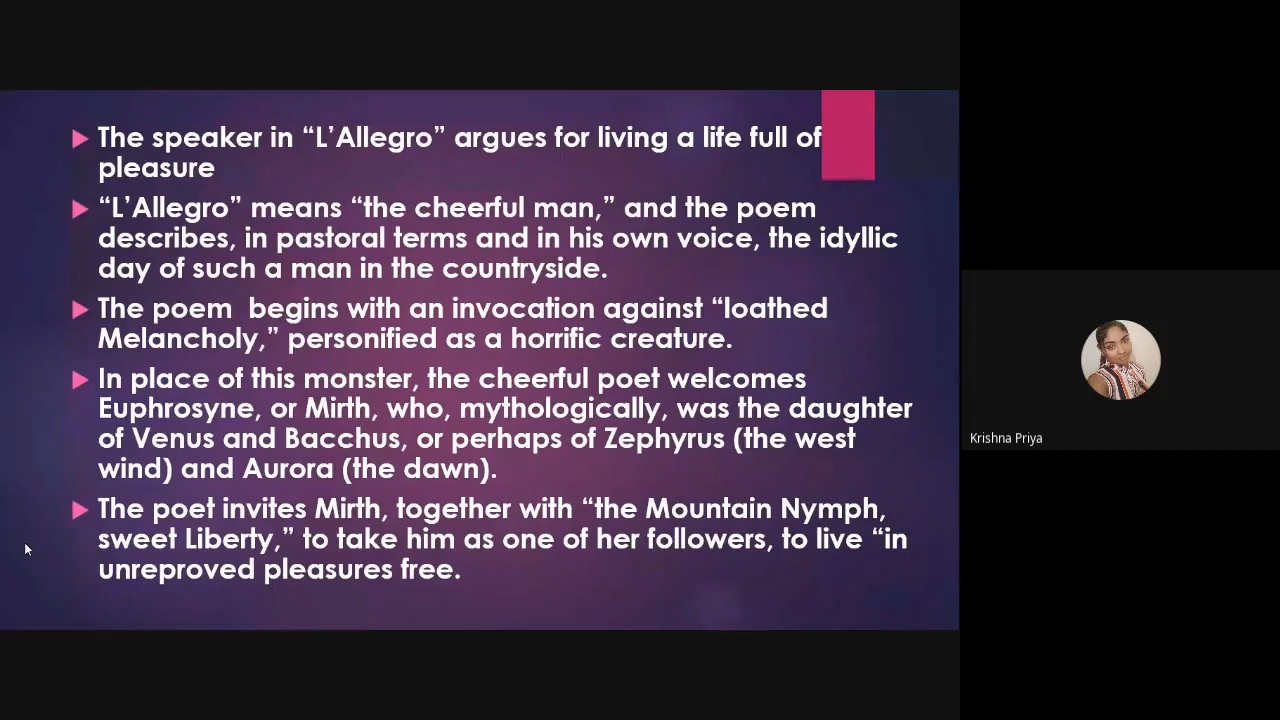 The speaker in “L’Allegro” argues for living a life full of
pleasure
“L’Allegro” means “the cheerful man,” and the poem
describes, in pastoral terms and in his own voice, the idyllic
day of such a man in the countryside.
The poem  begins with an invocation against “loathed
Melancholy,” personified as a horrific creature.
In place of this monster, the cheerful poet welcomes
Euphrosyne, or Mirth, who, mythologically, was the daughter
of Venus and Bacchus, or perhaps of Zephyrus (the west
wind) and Aurora (the dawn).
The poet invites Mirth, together with “the Mountain Nymph,
sweet Liberty,” to take him as one of her followers, to live “in
unreproved pleasures free.
Krishna Priya